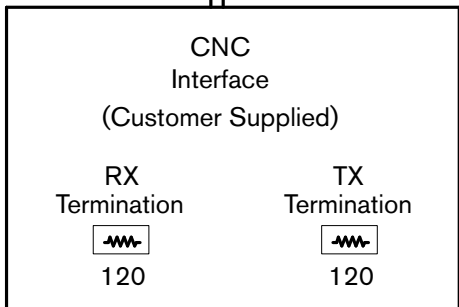 CNC
Interface
(Customer Supplied)
RX TX
Termination Termination
120 120